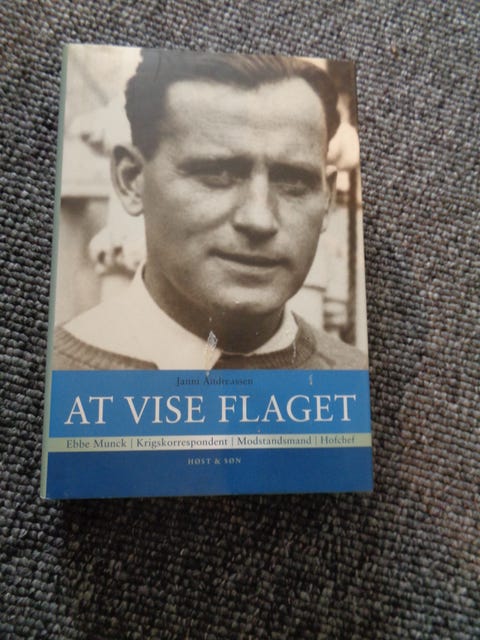 Janni Andreassen
AT VISE FLAGET
Ebbe Munck | Krigskorrespondent | Modstandsmand | Hofchef
HØST & SØN